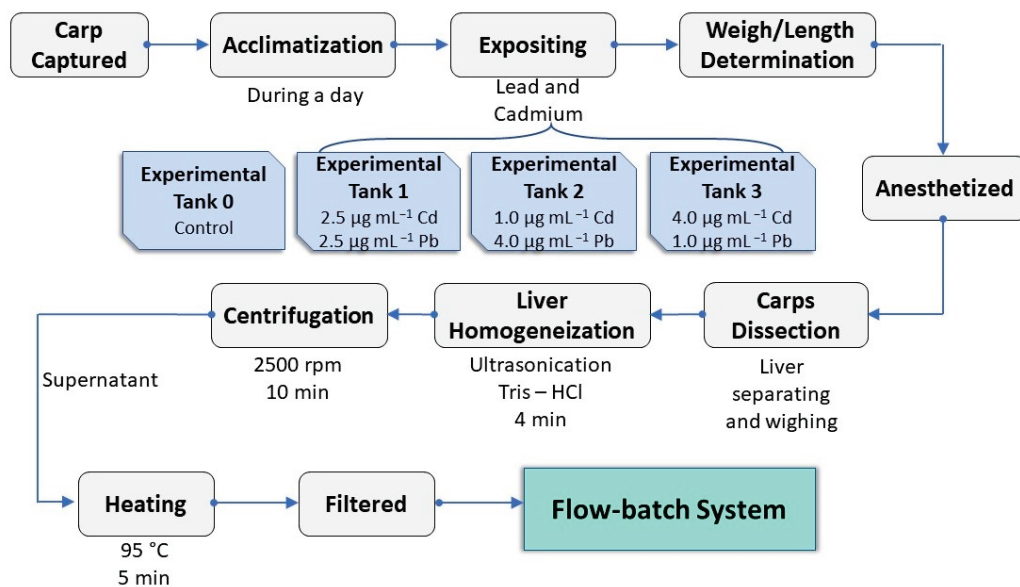 Carp
Captured
Acclimatization
During a day
Expositing
Lead and
Cadmium
Weigh/Length
Determination
Experimental
Tank 0
Control
Experimental
Tank 1
2.5 µg mL⁻¹ Cd
2.5 µg mL⁻¹ Pb
Experimental
Tank 2
1.0 µg mL⁻¹ Cd
4.0 µg mL⁻¹ Pb
Experimental
Tank 3
4.0 µg mL⁻¹ Cd
1.0 µg mL⁻¹ Pb
Anesthetized
Carps
Dissection
Liver
separating
and wighing
Liver
Homogeneization
Ultrasonication
Tris – HCl
4 min
Centrifugation
2500 rpm
10 min
Supernatant
Heating
95 °C
5 min
Filtered
Flow-batch System